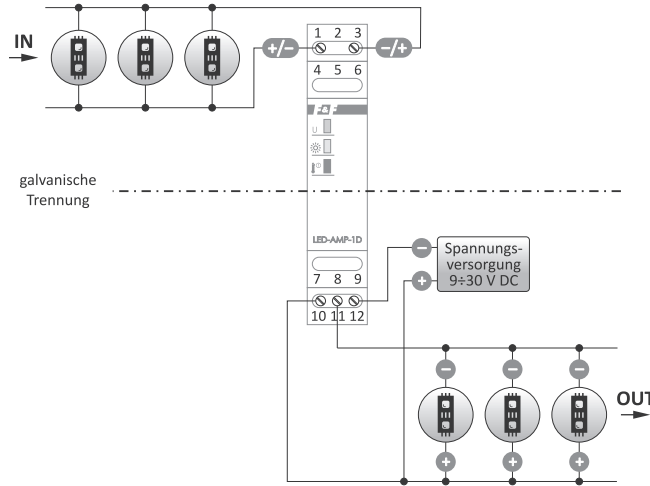 IN
+/−
1 2 3
−/+
4 5 6
F&F
U
galvanische
Trennung
LED-AMP-1D
−
Spannungs-
versorgung
+
9÷30 V DC
7 8 9
10 11 12
− − −
OUT
+ + +